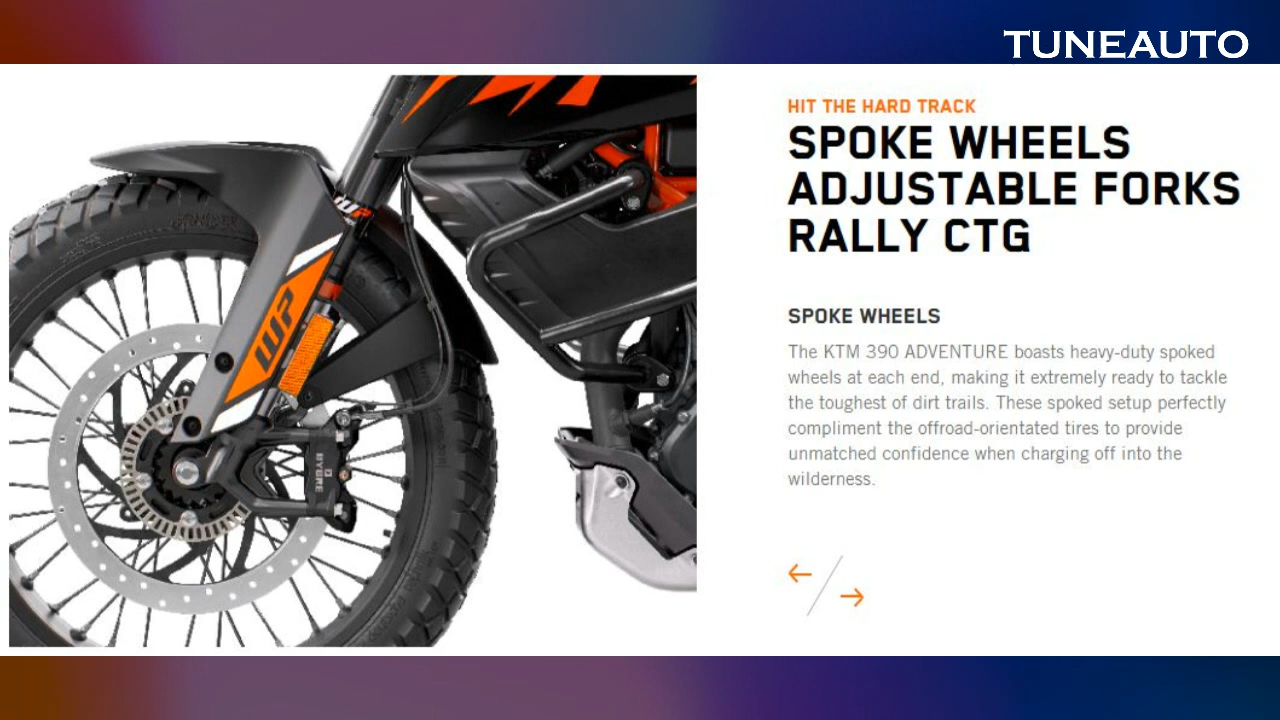 TUNEAUTO
HIT THE HARD TRACK
SPOKE WHEELS
ADJUSTABLE FORKS
RALLY CTG
SPOKE WHEELS
The KTM 390 ADVENTURE boasts heavy-duty spoked
wheels at each end, making it extremely ready to tackle
the toughest of dirt trails. These spoked setup perfectly
compliment the offroad-orientated tires to provide
unmatched confidence when charging off into the
wilderness.
WP
BYBRE